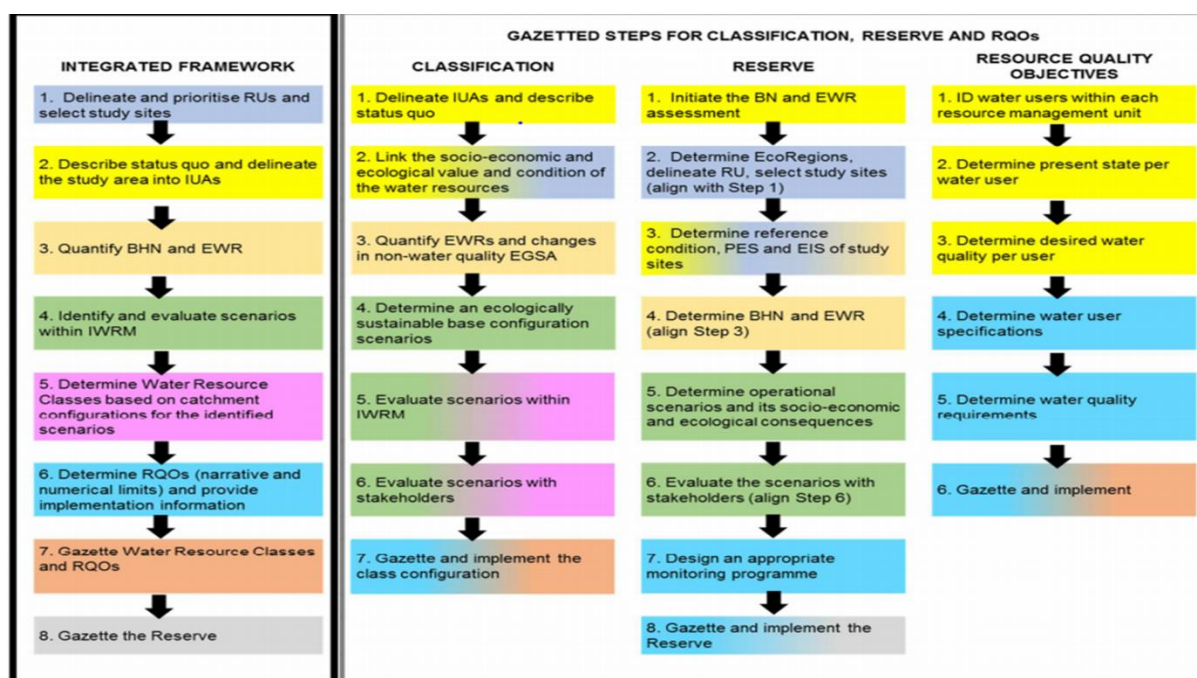 GAZETTED STEPS FOR CLASSIFICATION, RESERVE AND RQOs
INTEGRATED FRAMEWORK
1. Delineate and prioritise RUs and
select study sites
2. Describe status quo and delineate
the study area into IUAs
3. Quantify BHN and EWR
4. Identify and evaluate scenarios
within IWRM
5. Determine Water Resource
Classes based on catchment
configurations for the identified
scenarios
6. Determine RQOs (narrative and
numerical limits) and provide
implementation information
7. Gazette Water Resource Classes
and RQOs
8. Gazette the Reserve
CLASSIFICATION
1. Delineate IUAs and describe
status quo
2. Link the socio-economic and
ecological value and condition of
the water resources
3. Quantify EWRs and changes
in non-water quality EGSA
4. Determine an ecologically
sustainable base configuration
scenarios
5. Evaluate scenarios within
IWRM
6. Evaluate scenarios with
stakeholders
7. Gazette and implement the
class configuration
RESERVE
1. Initiate the BN and EWR
assessment
2. Determine EcoRegions,
delineate RU, select study sites
(align with Step 1)
3. Determine reference
condition, PES and EIS of study
sites
4. Determine BHN and EWR
(align Step 3)
5. Determine operational
scenarios and its socio-economic
and ecological consequences
6. Evaluate the scenarios with
stakeholders (align Step 6)
7. Design an appropriate
monitoring programme
8. Gazette and implement the
Reserve
RESOURCE QUALITY
OBJECTIVES
1. ID water users within each
resource management unit
2. Determine present state per
water user
3. Determine desired water
quality per user
4. Determine water user
specifications
5. Determine water quality
requirements
6. Gazette and implement